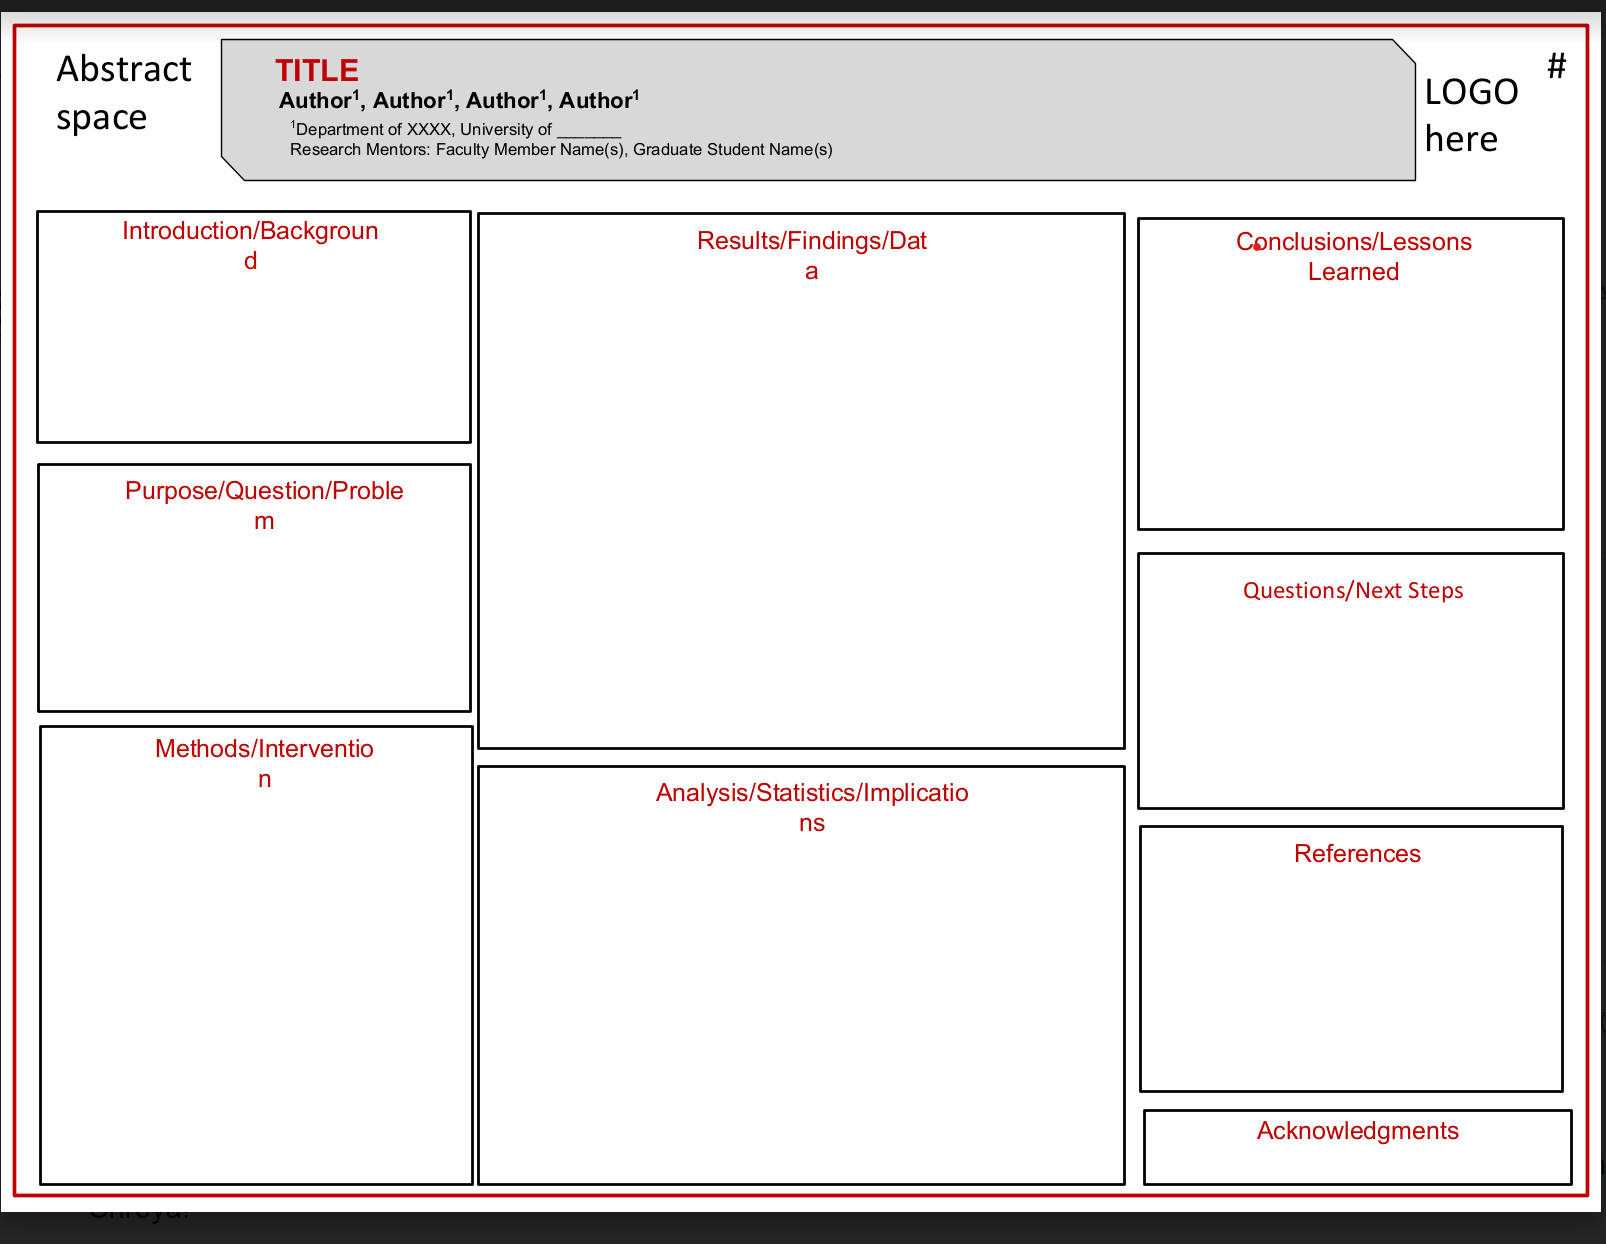 Abstract
space
TITLE
Author¹, Author¹, Author¹, Author¹
¹Department of XXXX, University of _______
Research Mentors: Faculty Member Name(s), Graduate Student Name(s)
#
LOGO
here
Introduction/Backgroun
d
Purpose/Question/Proble
m
Methods/Interventio
n
Results/Findings/Dat
a
Analysis/Statistics/Implicatio
ns
Conclusions/Lessons
Learned
Questions/Next Steps
References
Acknowledgments